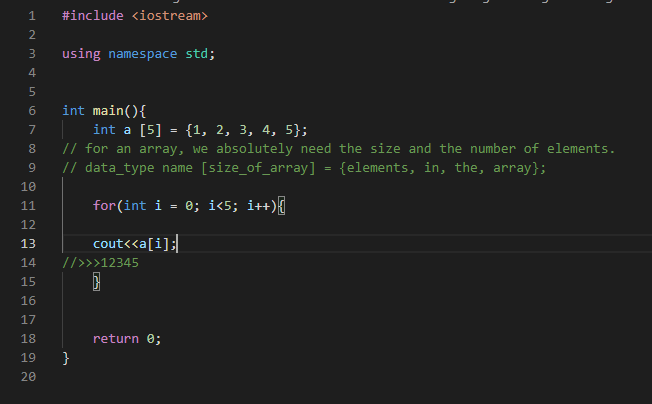 1 #include <iostream>
2
3 using namespace std;
4
5
6 int main(){
7 int a [5] = {1, 2, 3, 4, 5};
8 // for an array, we absolutely need the size and the number of elements.
9 // data_type name [size_of_array] = {elements, in, the, array};
10
11 for(int i = 0; i<5; i++){
12
13 cout<<a[i];
14 //>>>12345
15 }
16
17
18 return 0;
19 }
20